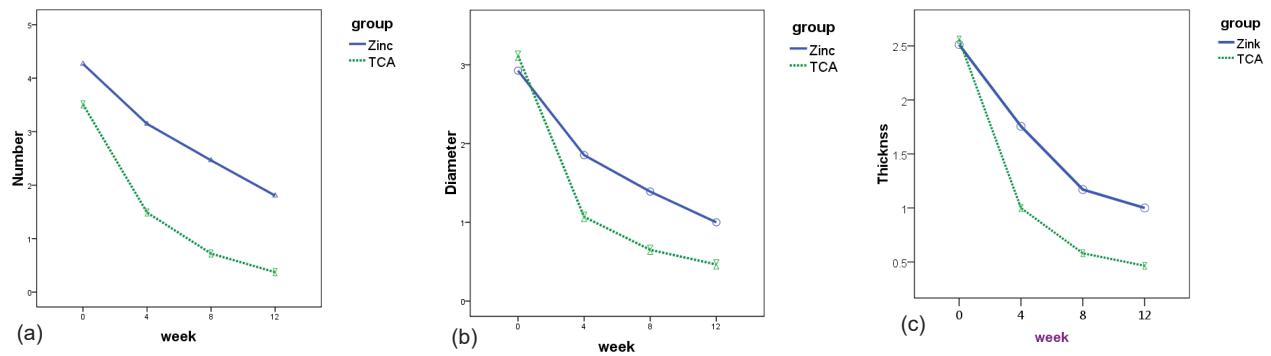 group
Zinc
TCA
Number
5
4
3
2
1
0
0 4 8 12
week
(a)
group
Zinc
TCA
Diameter
3
2
1
0
0 4 8 12
week
(b)
group
Zink
TCA
Thicknss
2.5
2
1.5
1
0.5
0 4 8 12
week
(c)